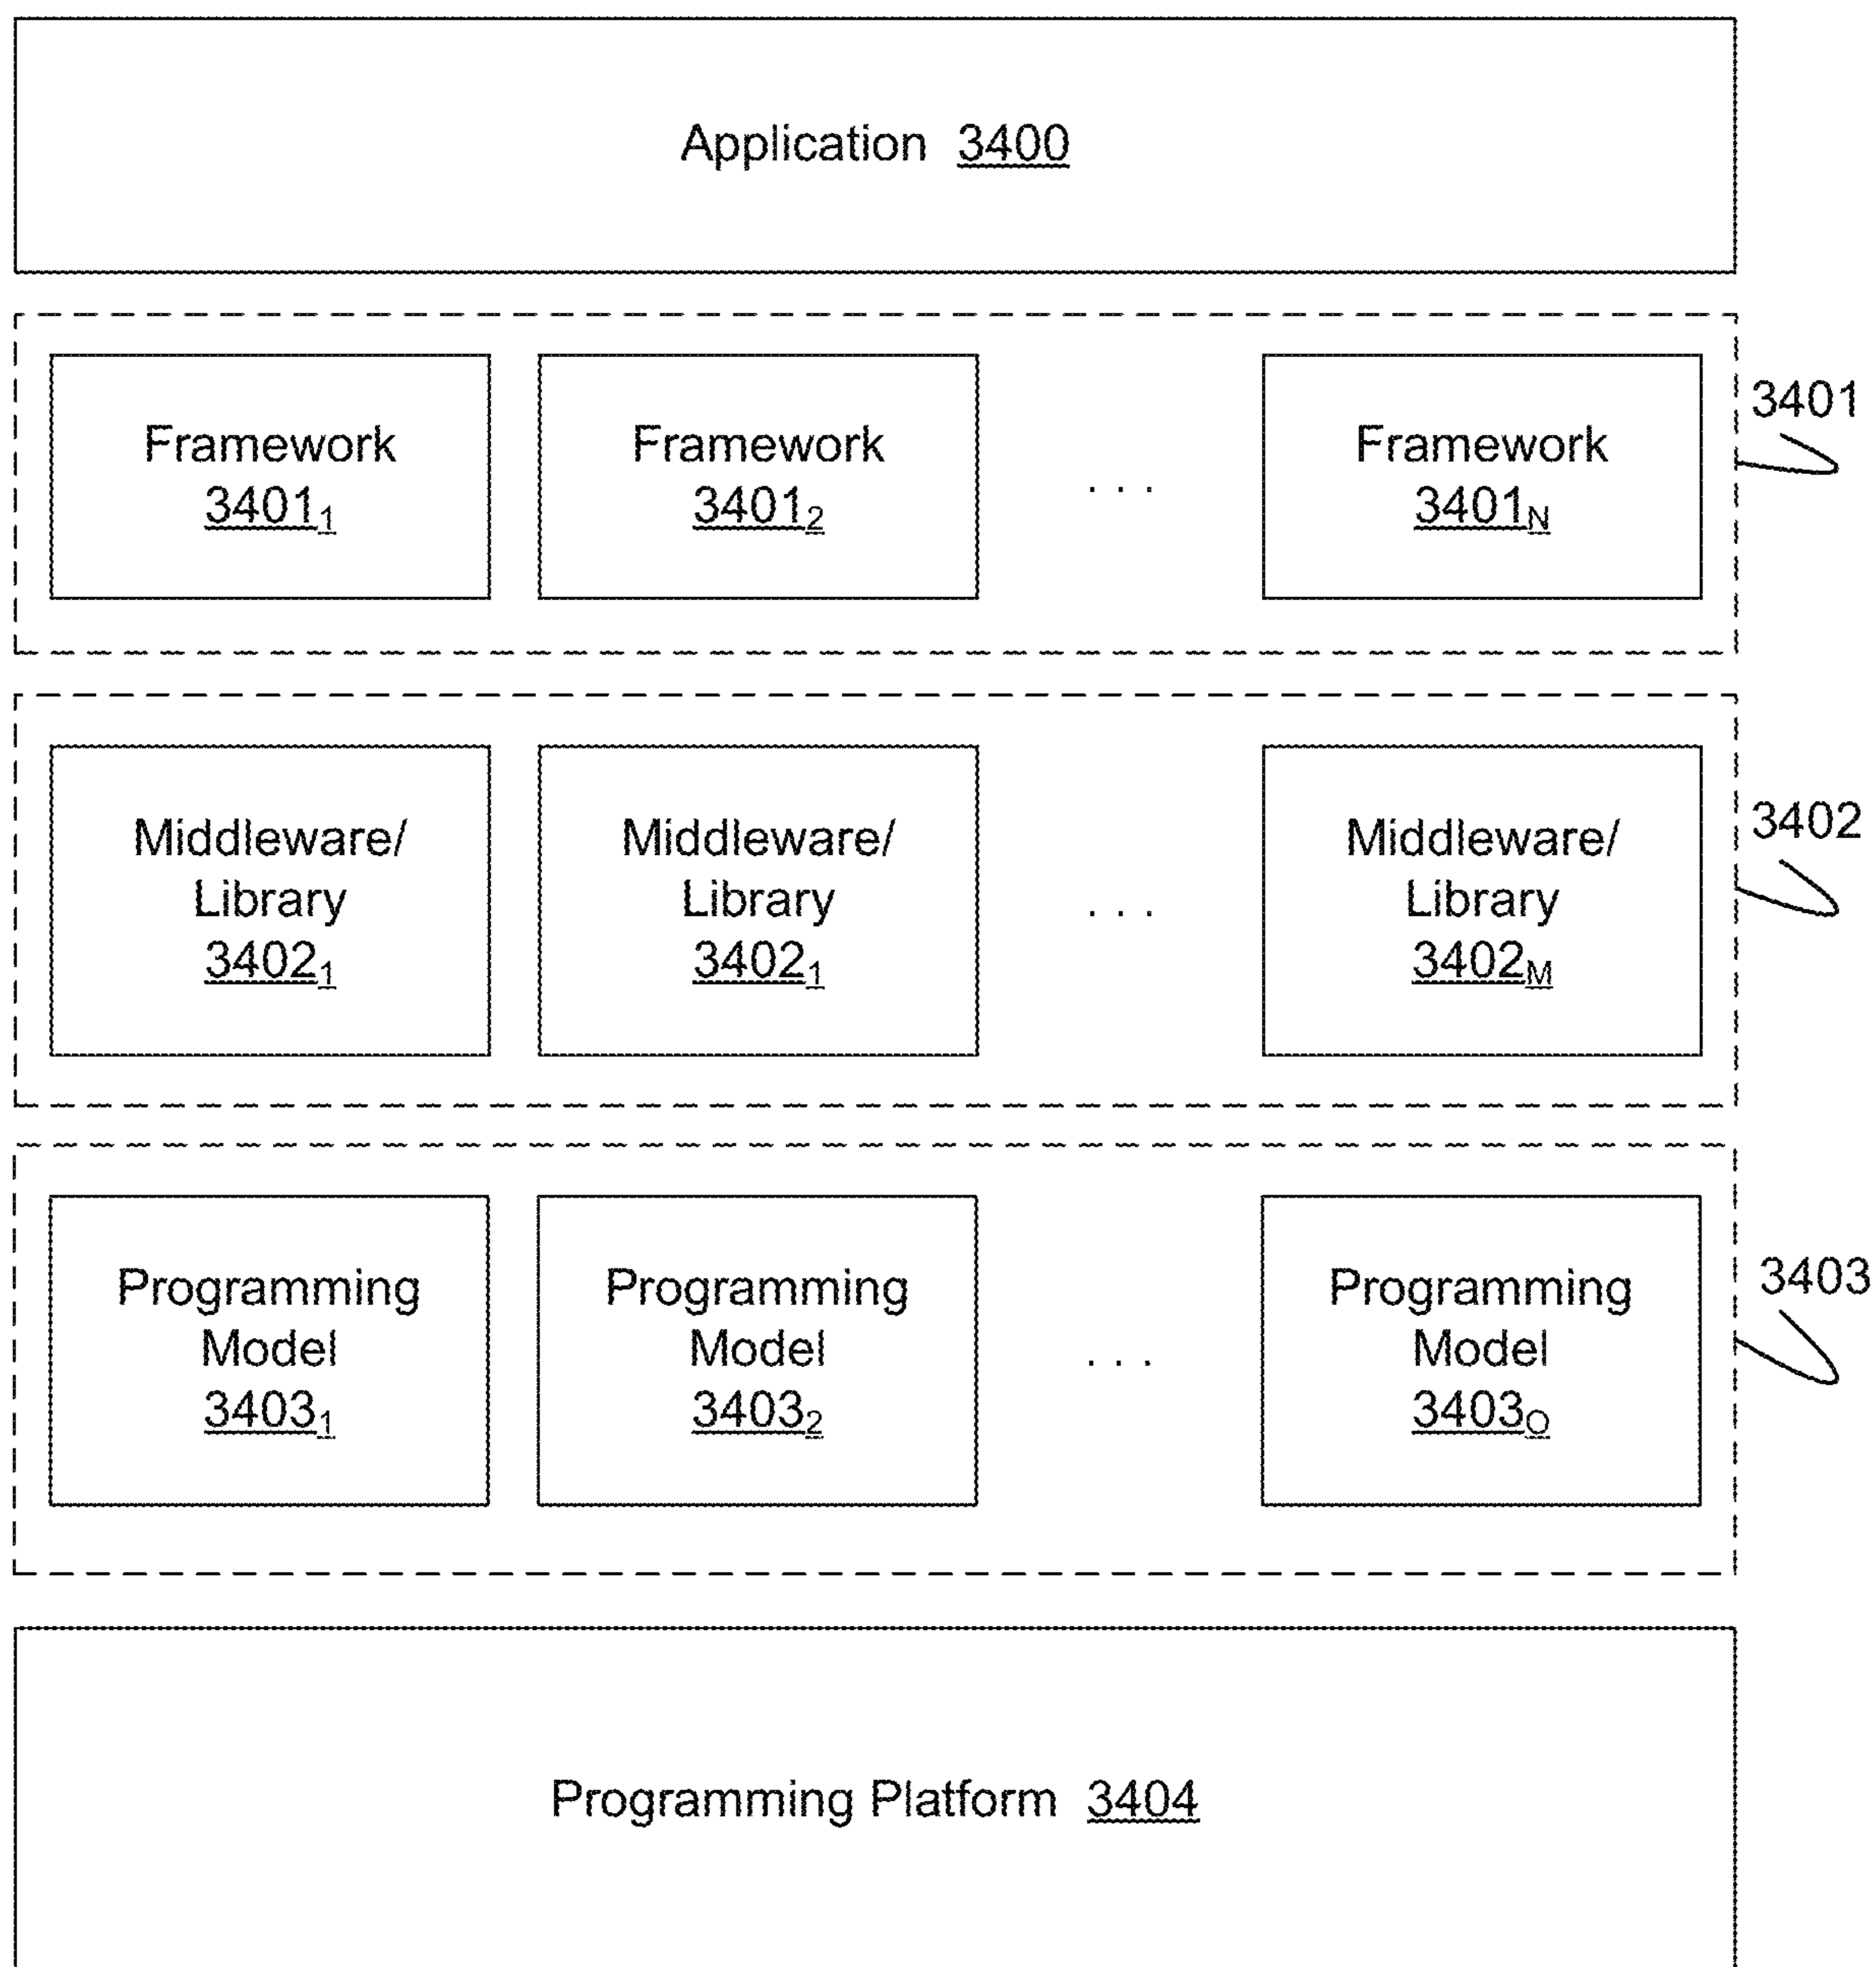 Application 3400
Framework
3401₁
Framework
3401₂
. . .
Framework
3401N
3401
Middleware/
Library
3402₁
Middleware/
Library
3402₁
. . .
Middleware/
Library
3402M
3402
Programming
Model
3403₁
Programming
Model
3403₂
. . .
Programming
Model
3403O
3403
Programming Platform 3404